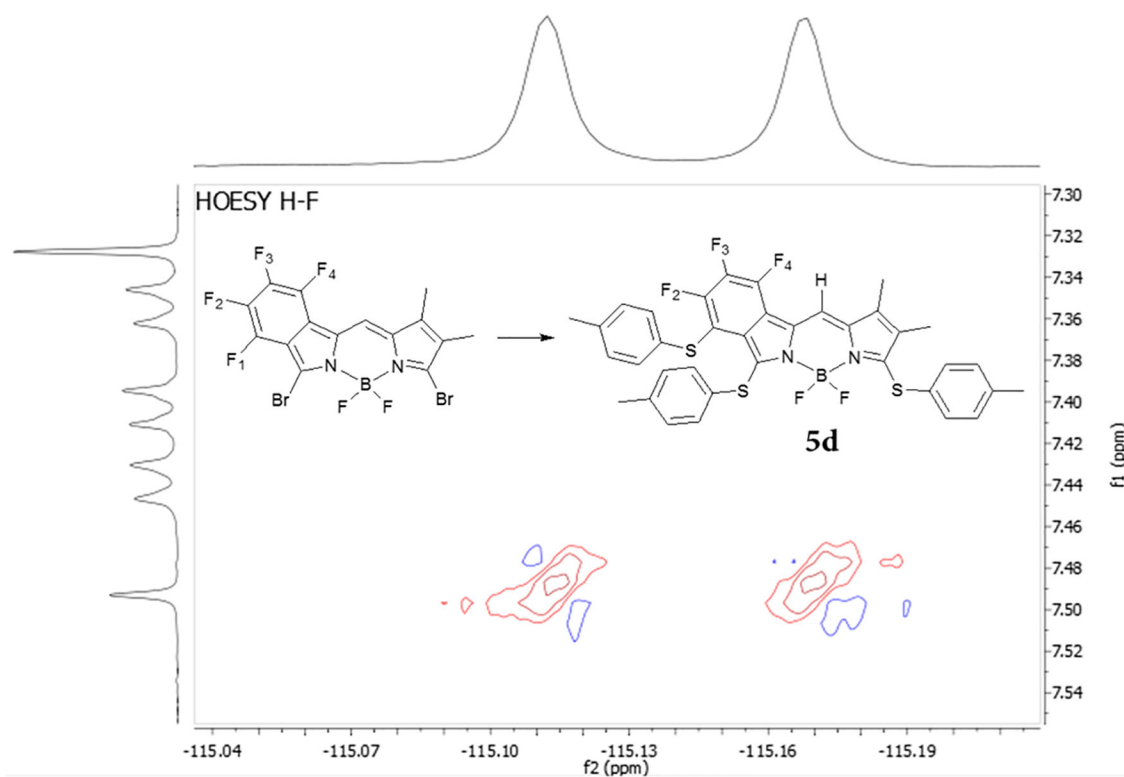 HOESY H-F
F3
F4
F2
F1
Br
N
B
N
F
F
Br
F3
F4
H
F2
S
S
N
B
N
F
F
S
5d
7.30
7.32
7.34
7.36
7.38
7.40
7.42
7.44
7.46
7.48
7.50
7.52
7.54
f1 (ppm)
-115.04 -115.07 -115.10 -115.13 -115.16 -115.19
f2 (ppm)